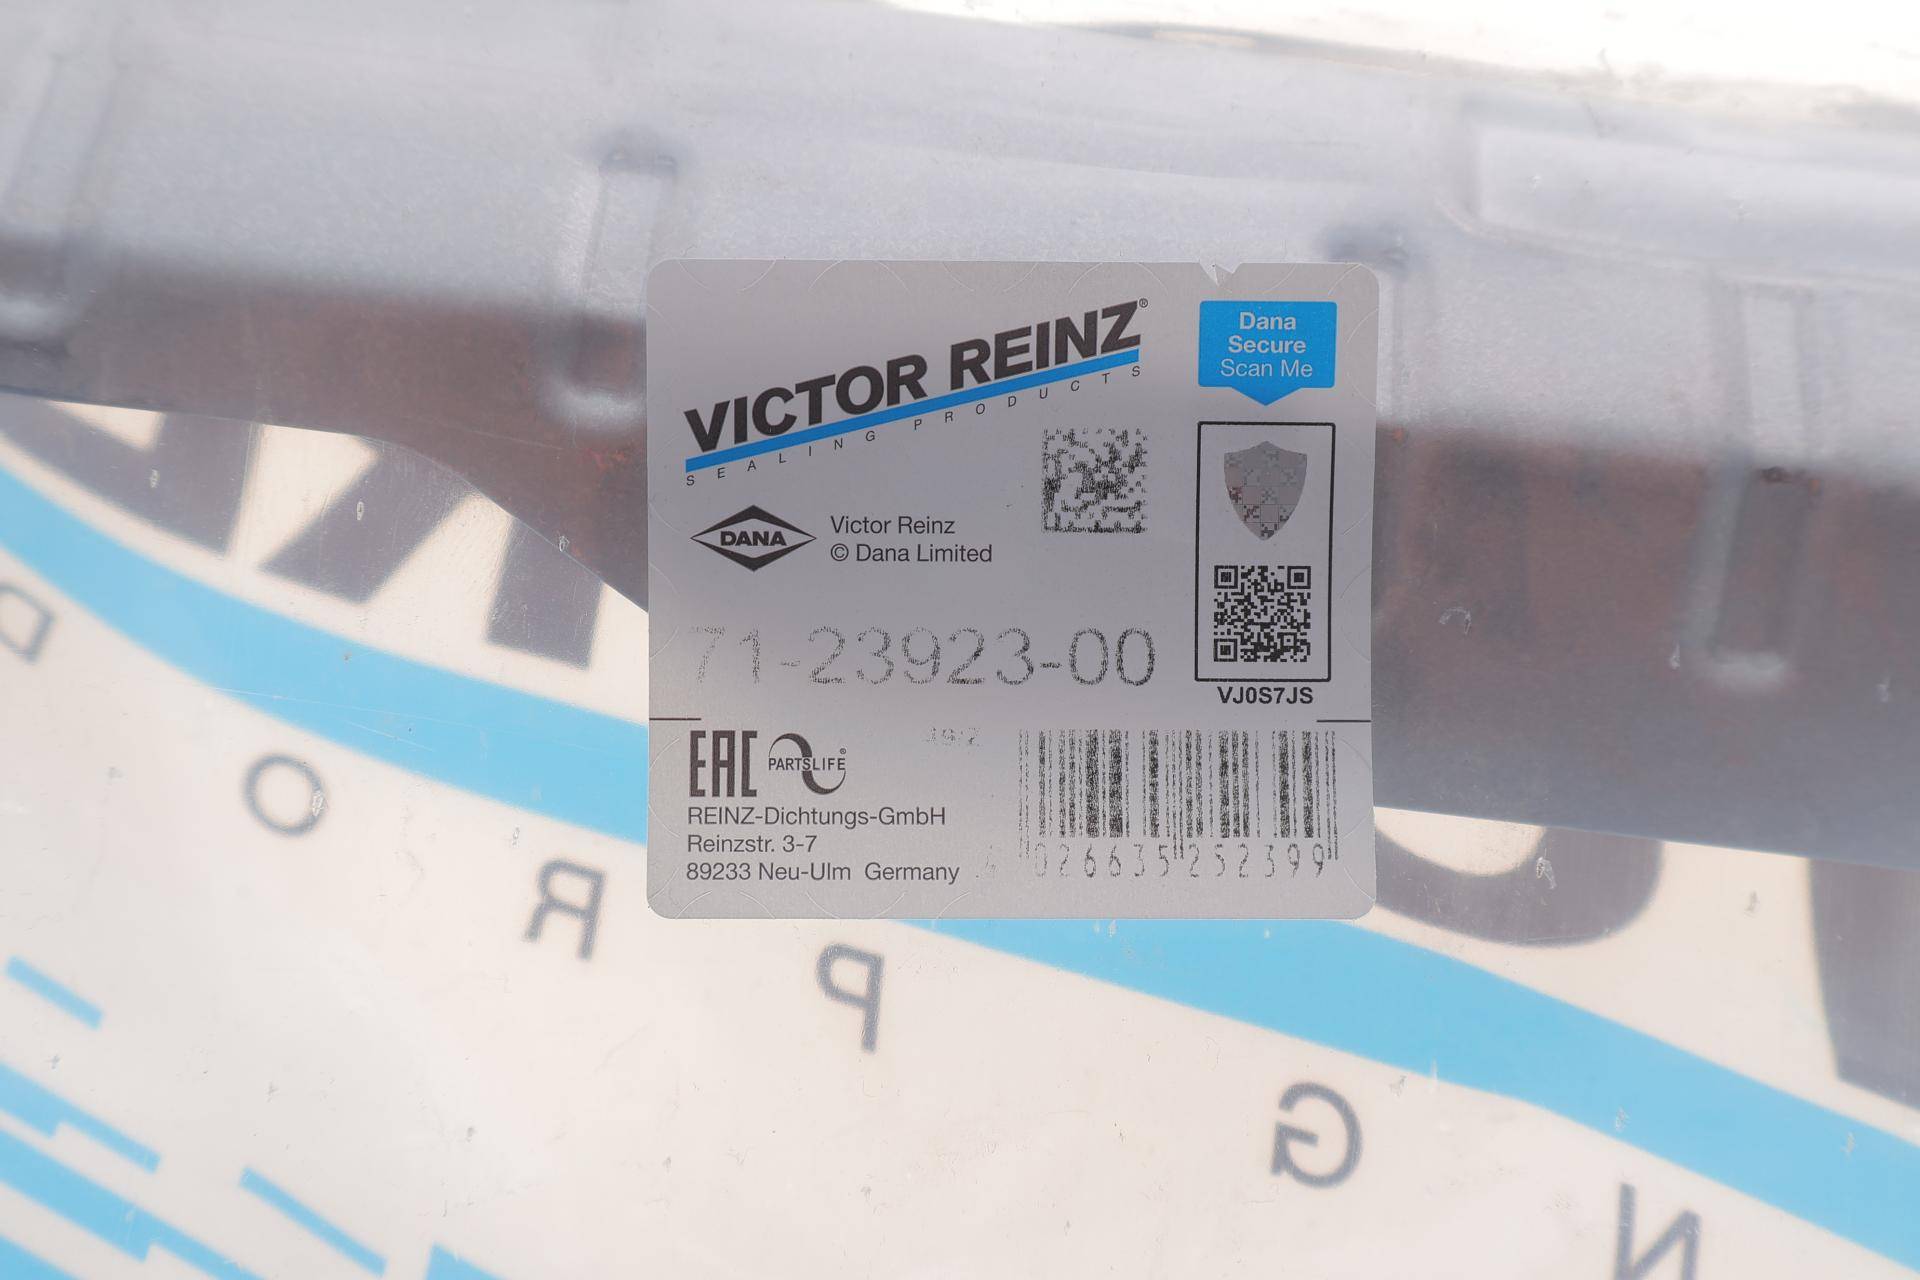 VICTOR REINZ®
SEALING PRODUCTS
Dana
Secure
Scan Me
DANA
Victor Reinz
© Dana Limited
71-23923-00
VJ0S7JS
EAC
PARTSLIFE®
REINZ-Dichtungs-GmbH
Reinzstr. 3-7
89233 Neu-Ulm Germany
4 026635 252399
D
O
R
P
G
N